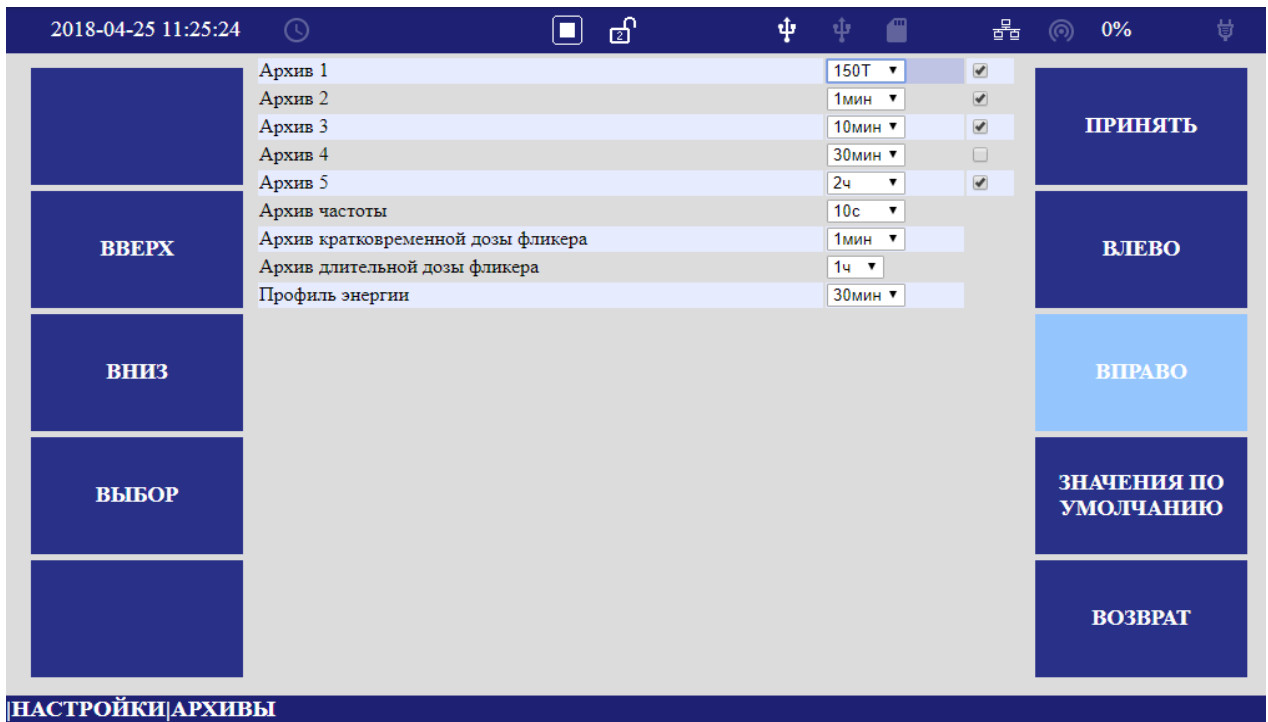 2018-04-25 11:25:24
2
0%
Архив 1 150T
Архив 2 1мин
Архив 3 10мин
Архив 4 30мин
Архив 5 2ч
Архив частоты 10с
Архив кратковременной дозы фликера 1мин
Архив длительной дозы фликера 1ч
Профиль энергии 30мин
ВВЕРХ
ВНИЗ
ВЫБОР
ПРИНЯТЬ
ВЛЕВО
ВПРАВО
ЗНАЧЕНИЯ ПО
УМОЛЧАНИЮ
ВОЗВРАТ
|НАСТРОЙКИ|АРХИВЫ